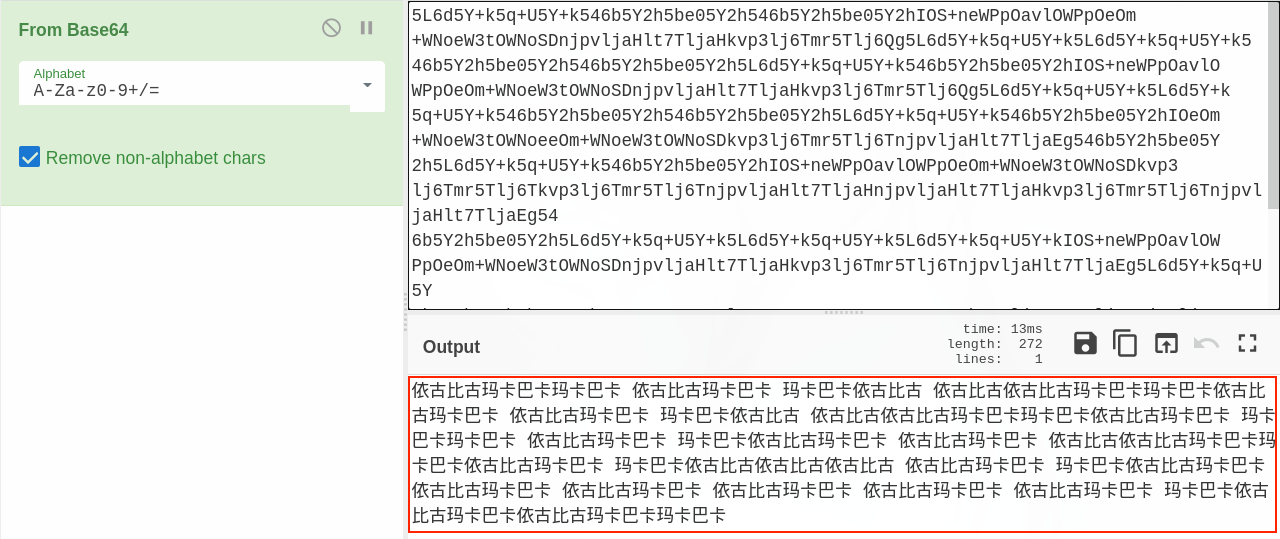 From Base64
Alphabet
A-Za-z0-9+/=
Remove non-alphabet chars
5L6d5Y+k5q+U5Y+k546b5Y2h5be05Y2h546b5Y2h5be05Y2hIOS+neWPpOavlOWPpOeOm
+WNoeW3tOWNoSDnjpvljaHlt7TljaHkvp3lj6Tmr5Tlj6Qg5L6d5Y+k5q+U5Y+k5L6d5Y+k5q+U5Y+k5
46b5Y2h5be05Y2h546b5Y2h5be05Y2h5L6d5Y+k5q+U5Y+k546b5Y2h5be05Y2hIOS+neWPpOavlO
WPpOeOm+WNoeW3tOWNoSDnjpvljaHlt7TljaHkvp3lj6Tmr5Tlj6Qg5L6d5Y+k5q+U5Y+k5L6d5Y+k
5q+U5Y+k546b5Y2h5be05Y2h546b5Y2h5be05Y2h5L6d5Y+k5q+U5Y+k546b5Y2h5be05Y2hIOeOm
+WNoeW3tOWNoeeOm+WNoeW3tOWNoSDkvp3lj6Tmr5Tlj6TnjpvljaHlt7TljaEg546b5Y2h5be05Y
2h5L6d5Y+k5q+U5Y+k546b5Y2h5be05Y2hIOS+neWPpOavlOWPpOeOm+WNoeW3tOWNoSDkvp3
lj6Tmr5Tlj6Tkvp3lj6Tmr5Tlj6TnjpvljaHlt7TljaHnjpvljaHlt7TljaHkvp3lj6Tmr5Tlj6Tnjpvl
jaHlt7TljaEg54
6b5Y2h5be05Y2h5L6d5Y+k5q+U5Y+k5L6d5Y+k5q+U5Y+k5L6d5Y+k5q+U5Y+kIOS+neWPpOavlOW
PpOeOm+WNoeW3tOWNoSDnjpvljaHlt7TljaHkvp3lj6Tmr5Tlj6TnjpvljaHlt7TljaEg5L6d5Y+k5q+U
5Y
Output
time: 13ms
length: 272
lines: 1
依古比古玛卡巴卡玛卡巴卡 依古比古玛卡巴卡 玛卡巴卡依古比古 依古比古依古比古玛卡巴卡玛卡巴卡依古比
古玛卡巴卡 依古比古玛卡巴卡 玛卡巴卡依古比古 依古比古依古比古玛卡巴卡玛卡巴卡依古比古玛卡巴卡 玛卡
巴卡玛卡巴卡 依古比古玛卡巴卡 玛卡巴卡依古比古玛卡巴卡 依古比古玛卡巴卡 依古比古依古比古玛卡巴卡玛
卡巴卡依古比古玛卡巴卡 玛卡巴卡依古比古依古比古依古比古 依古比古玛卡巴卡 玛卡巴卡依古比古玛卡巴卡
依古比古玛卡巴卡 依古比古玛卡巴卡 依古比古玛卡巴卡 依古比古玛卡巴卡 依古比古玛卡巴卡 玛卡巴卡依古
比古玛卡巴卡依古比古玛卡巴卡玛卡巴卡